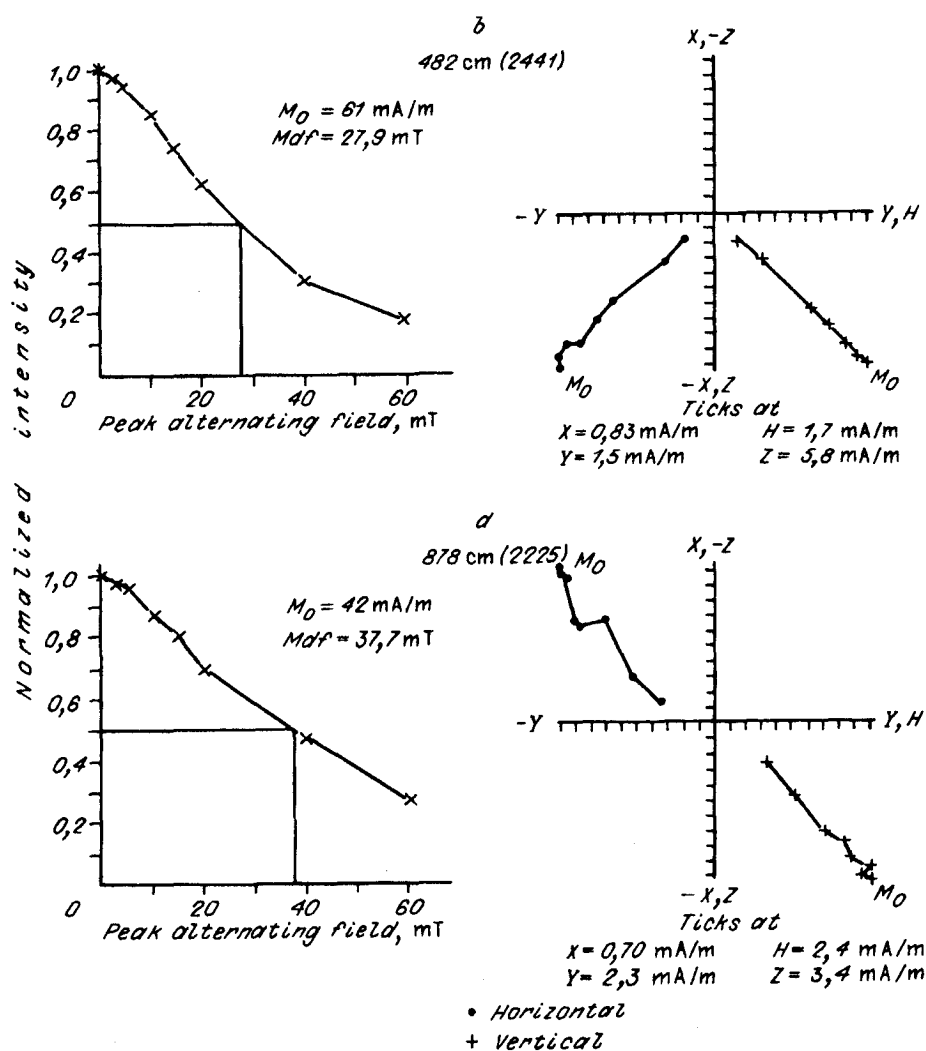 b
482 cm (2441)
1,0
0,8
0,6
0,4
0,2
0
20
40
60
M₀ = 61 mA/m
Mdf = 27,9 mT
Peak alternating field, mT
X, -Z
-Y
Y, H
M₀
M₀
-X, Z
Ticks at
X = 0,83 mA/m H = 1,7 mA/m
Y = 1,5 mA/m Z = 5,8 mA/m
Normalized intensity
d
878 cm (2225)
1,0
0,8
0,6
0,4
0,2
0
20
40
60
M₀ = 42 mA/m
Mdf = 37,7 mT
Peak alternating field, mT
X, -Z
M₀
-Y
Y, H
M₀
-X, Z
Ticks at
X = 0,70 mA/m H = 2,4 mA/m
Y = 2,3 mA/m Z = 3,4 mA/m
• Horizontal
+ Vertical